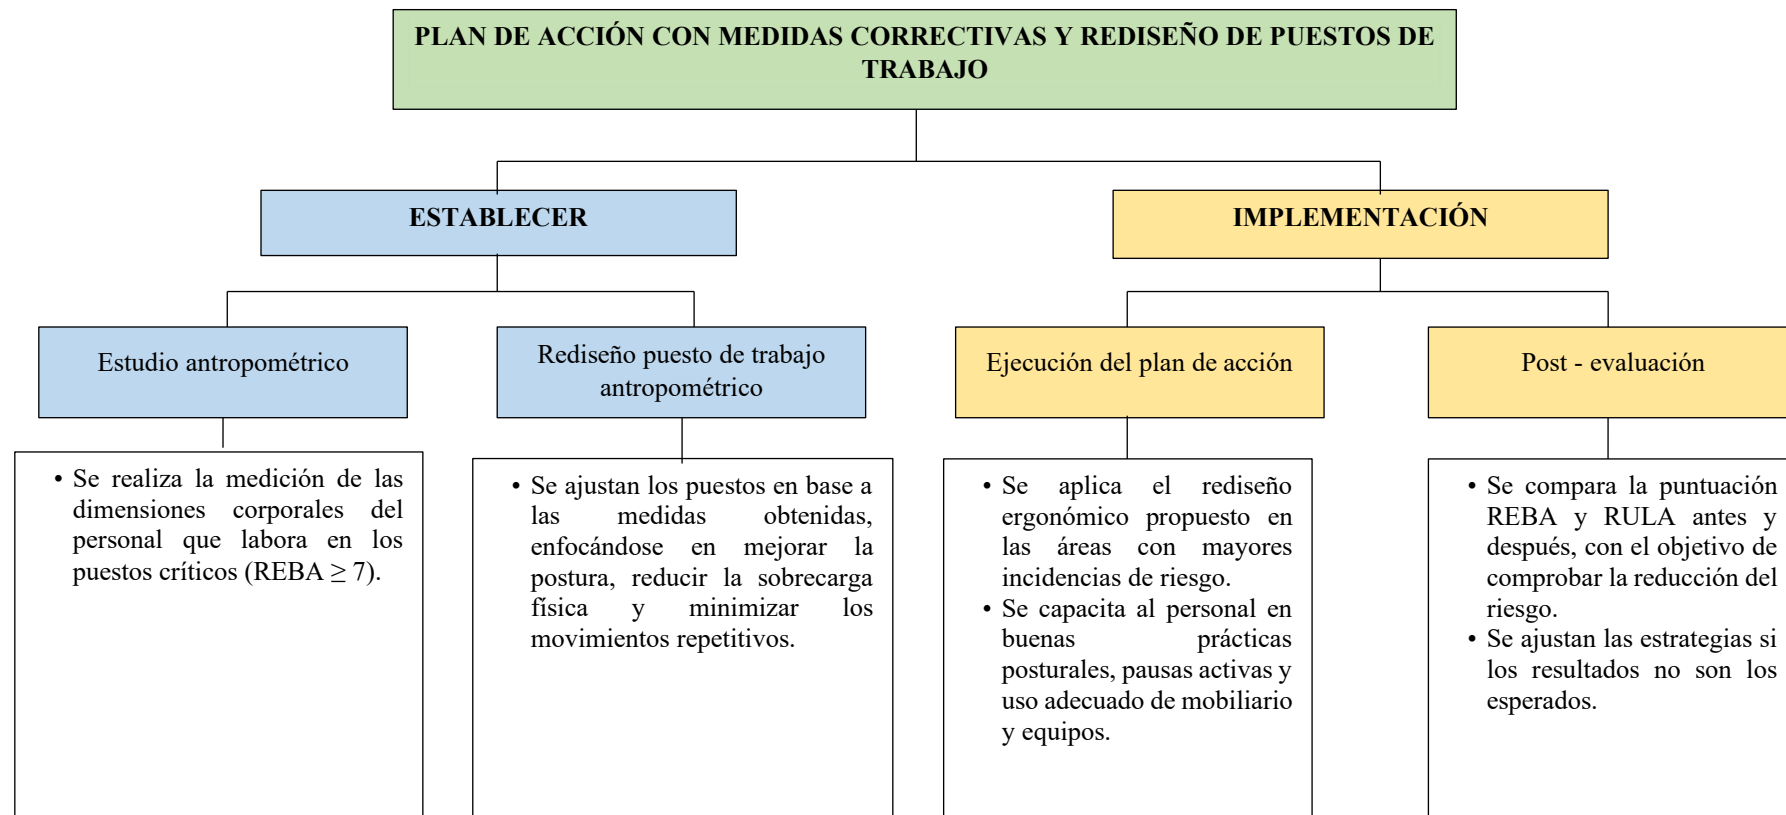 PLAN DE ACCIÓN CON MEDIDAS CORRECTIVAS Y REDISEÑO DE PUESTOS DE
TRABAJO
ESTABLECER
IMPLEMENTACIÓN
Estudio antropométrico
Rediseño puesto de trabajo
antropométrico
Ejecución del plan de acción
Post - evaluación
• Se realiza la medición de las
dimensiones corporales del
personal que labora en los
puestos críticos (REBA ≥ 7).
• Se ajustan los puestos en base a
las medidas obtenidas,
enfocándose en mejorar la
postura, reducir la sobrecarga
física y minimizar los
movimientos repetitivos.
• Se aplica el rediseño
ergonómico propuesto en
las áreas con mayores
incidencias de riesgo.
• Se capacita al personal en
buenas prácticas
posturales, pausas activas y
uso adecuado de mobiliario
y equipos.
• Se compara la puntuación
REBA y RULA antes y
después, con el objetivo de
comprobar la reducción del
riesgo.
• Se ajustan las estrategias si
los resultados no son los
esperados.